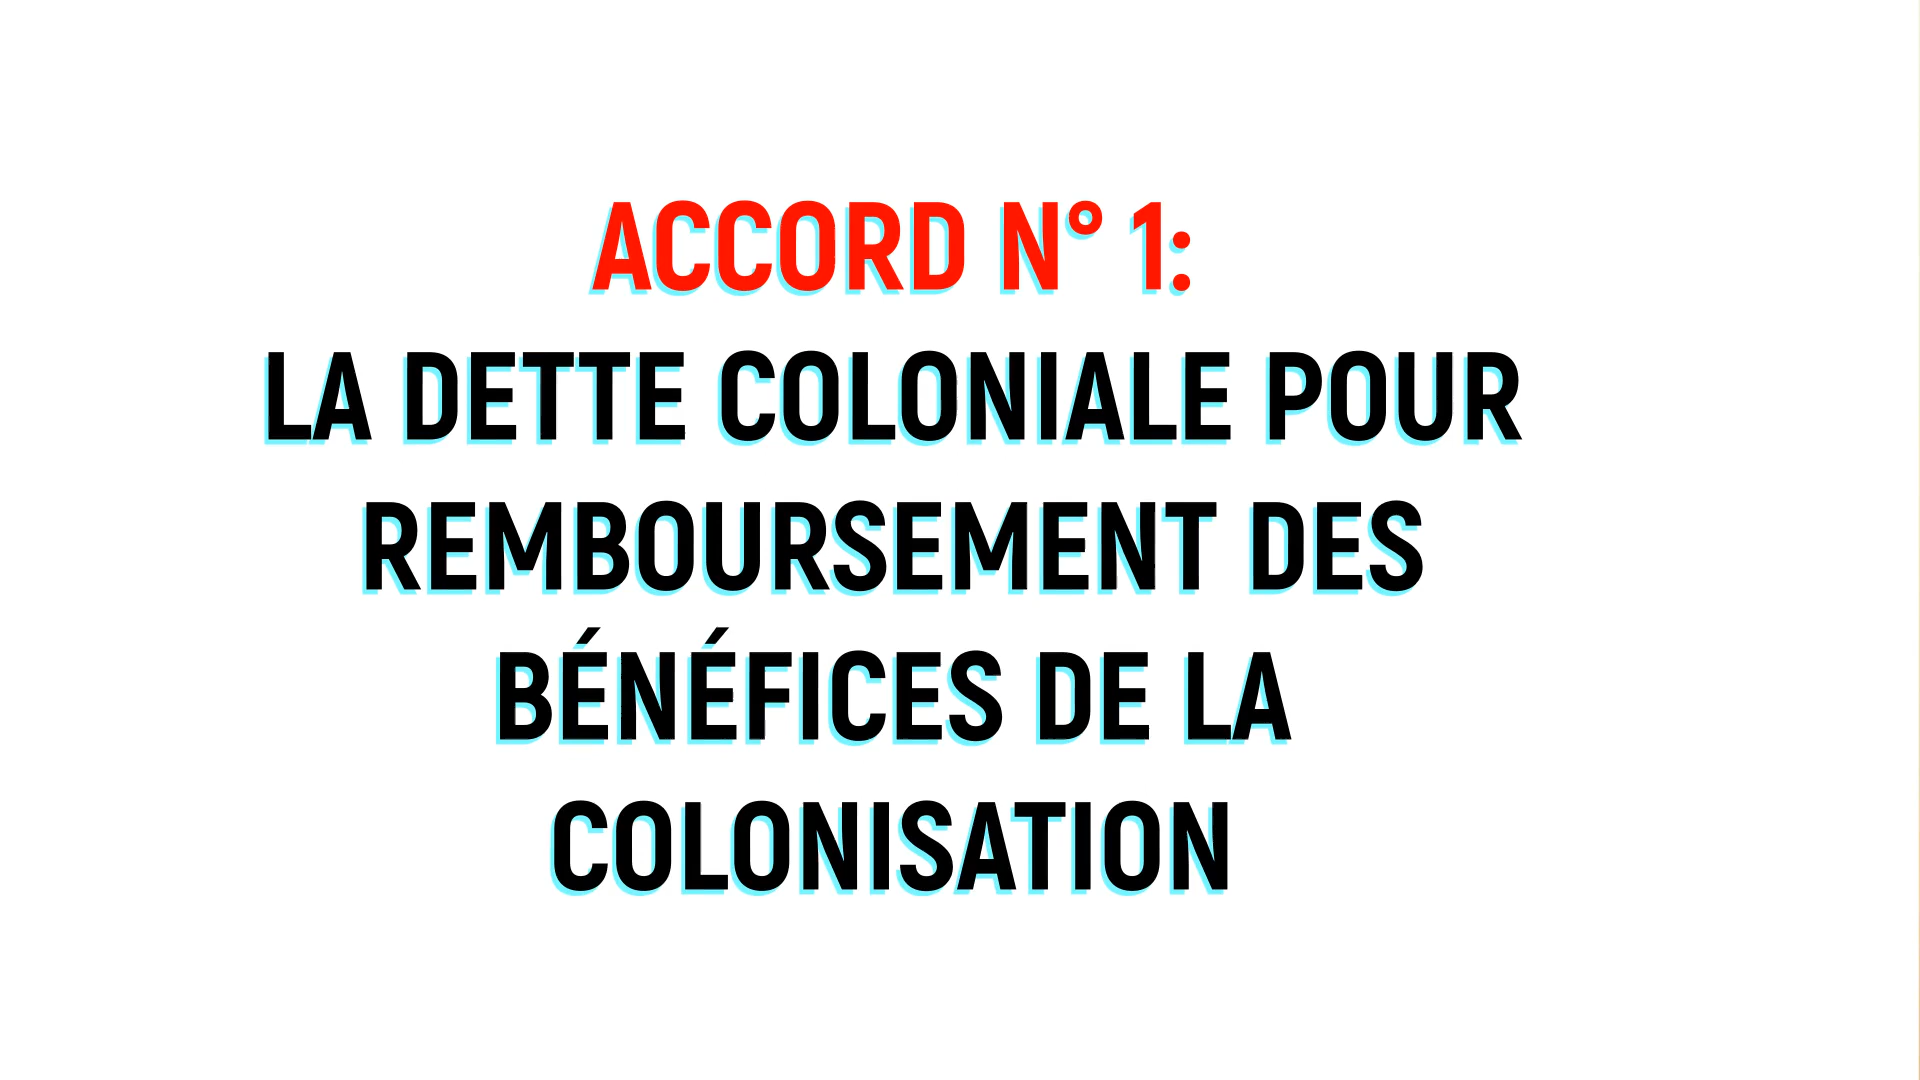 ACCORD N° 1:
LA DETTE COLONIALE POUR
REMBOURSEMENT DES
BÉNÉFICES DE LA
COLONISATION